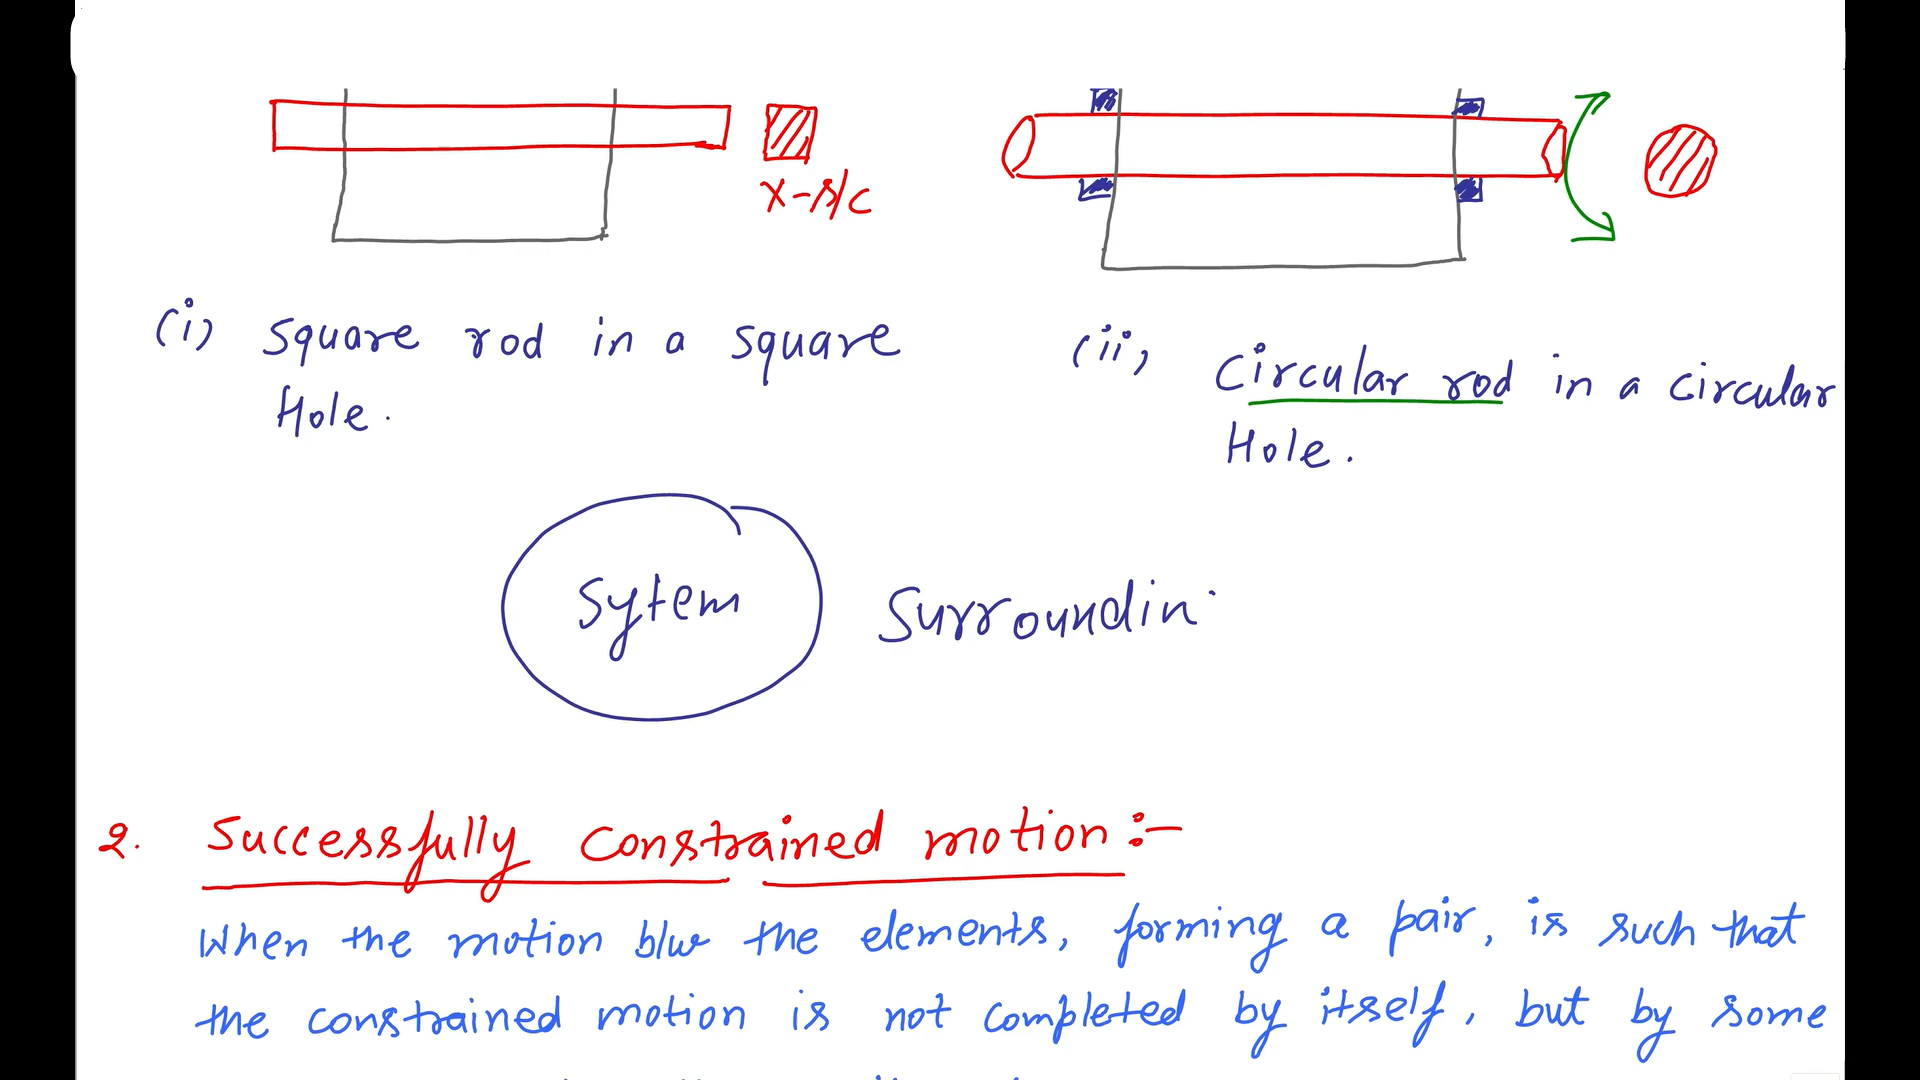 x-s/c
(i) Square rod in a square
Hole.
(ii) Circular rod in a circular
Hole.
Sytem
Surroundin
2. Successfully constrained motion :-
When the motion b/w the elements, forming a pair, is such that
the constrained motion is not completed by itself, but by some